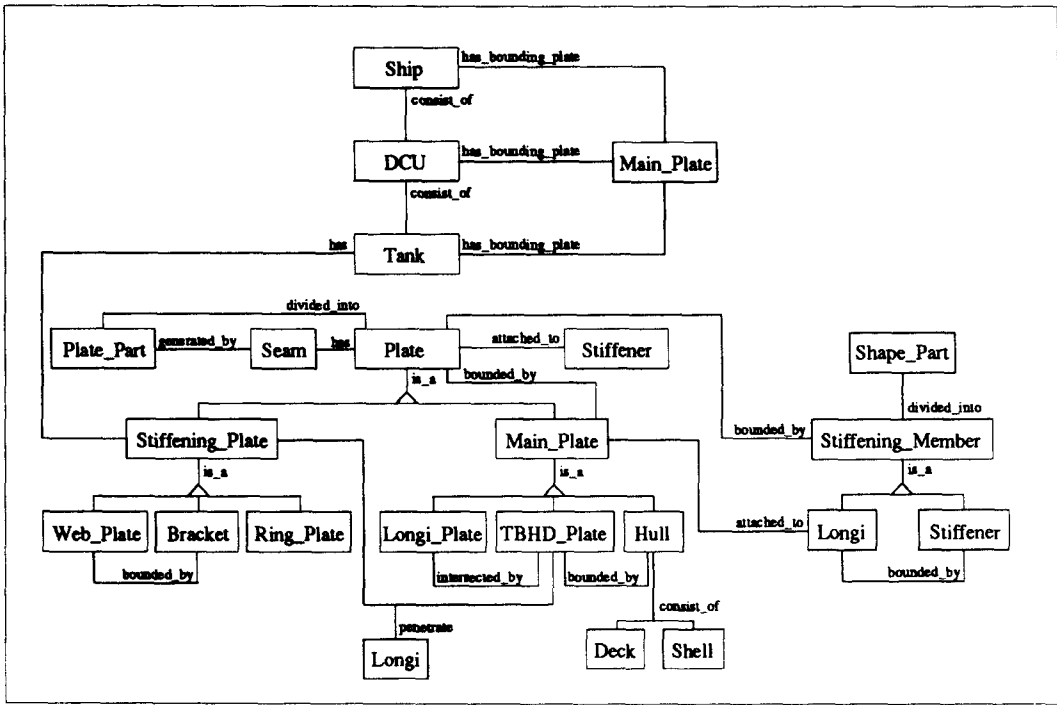 has_bounding_plate
Ship
consist_of
DCU
has_bounding_plate
Main_Plate
consist_of
has
Tank
has_bounding_plate
divided_into
Plate_Part
generated_by
Seam
has
Plate
attached_to
Stiffener
Shape_Part
is_a
bounded_by
divided_into
Stiffening_Plate
Main_Plate
bounded_by
Stiffening_Member
is_a
is_a
is_a
Web_Plate
Bracket
Ring_Plate
Longi_Plate
TBHD_Plate
Hull
attached_to
Longi
Stiffener
bounded_by
intersected_by
bounded_by
bounded_by
consist_of
penetrate
Longi
Deck
Shell